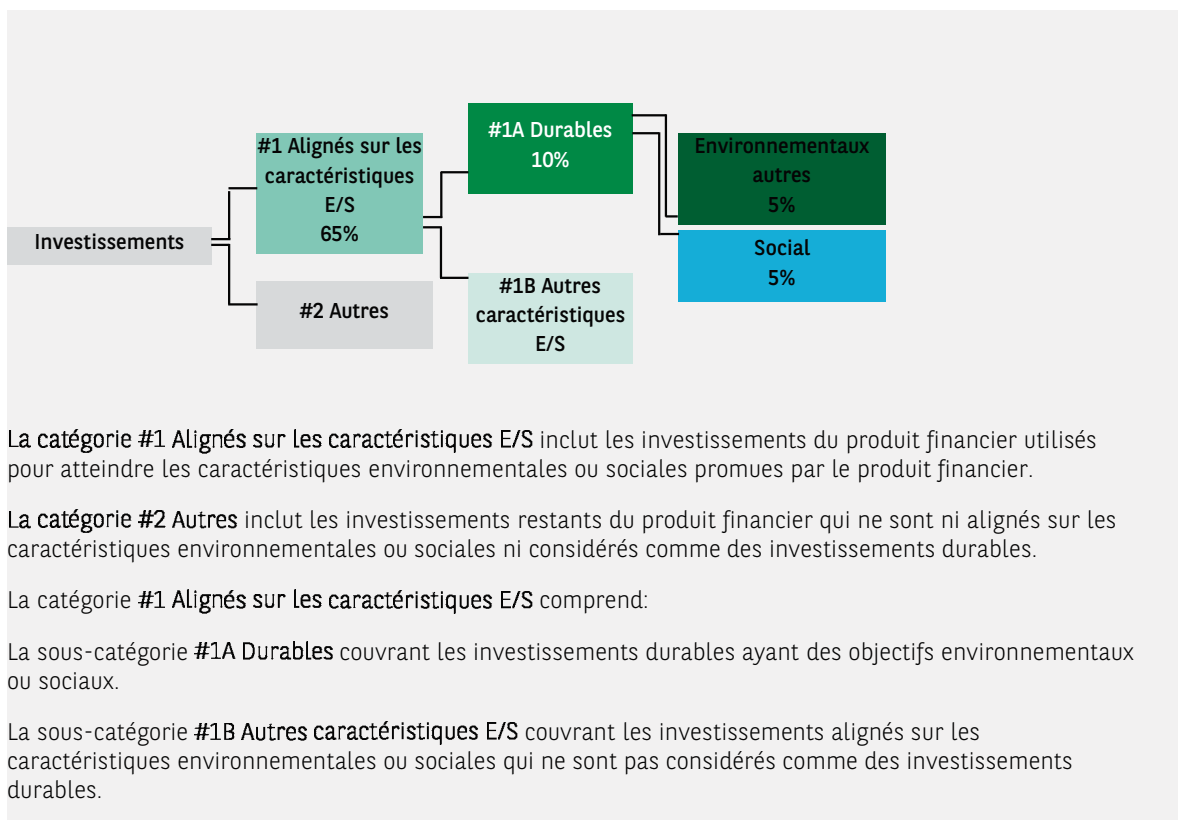 #1A Durables
10%
#1 Alignés sur les
caractéristiques
E/S
65%
Environnementaux
autres
5%
Investissements
Social
5%
#2 Autres
#1B Autres
caractéristiques
E/S
La catégorie #1 Alignés sur les caractéristiques E/S inclut les investissements du produit financier utilisés
pour atteindre les caractéristiques environnementales ou sociales promues par le produit financier.
La catégorie #2 Autres inclut les investissements restants du produit financier qui ne sont ni alignés sur les
caractéristiques environnementales ou sociales ni considérés comme des investissements durables.
La catégorie #1 Alignés sur les caractéristiques E/S comprend:
La sous-catégorie #1A Durables couvrant les investissements durables ayant des objectifs environnementaux
ou sociaux.
La sous-catégorie #1B Autres caractéristiques E/S couvrant les investissements alignés sur les
caractéristiques environnementales ou sociales qui ne sont pas considérés comme des investissements
durables.